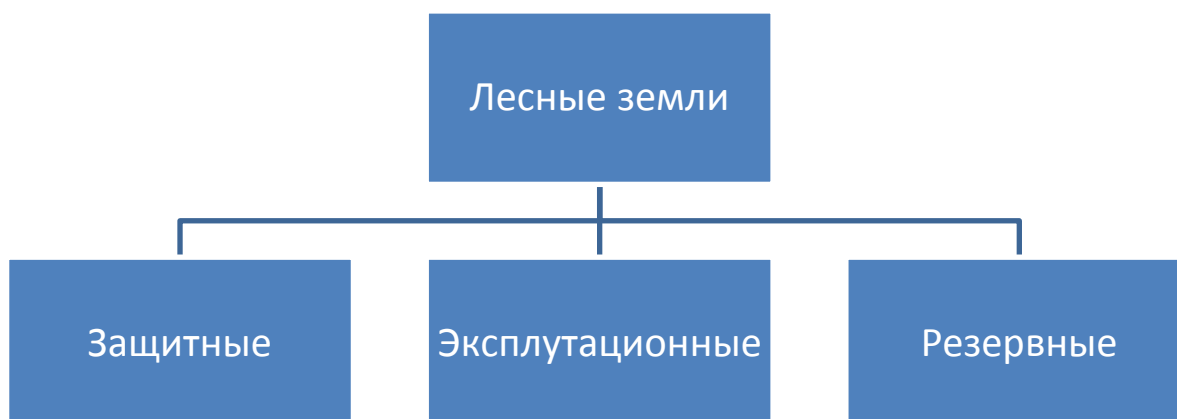 Лесные земли
Защитные
Эксплутационные
Резервные